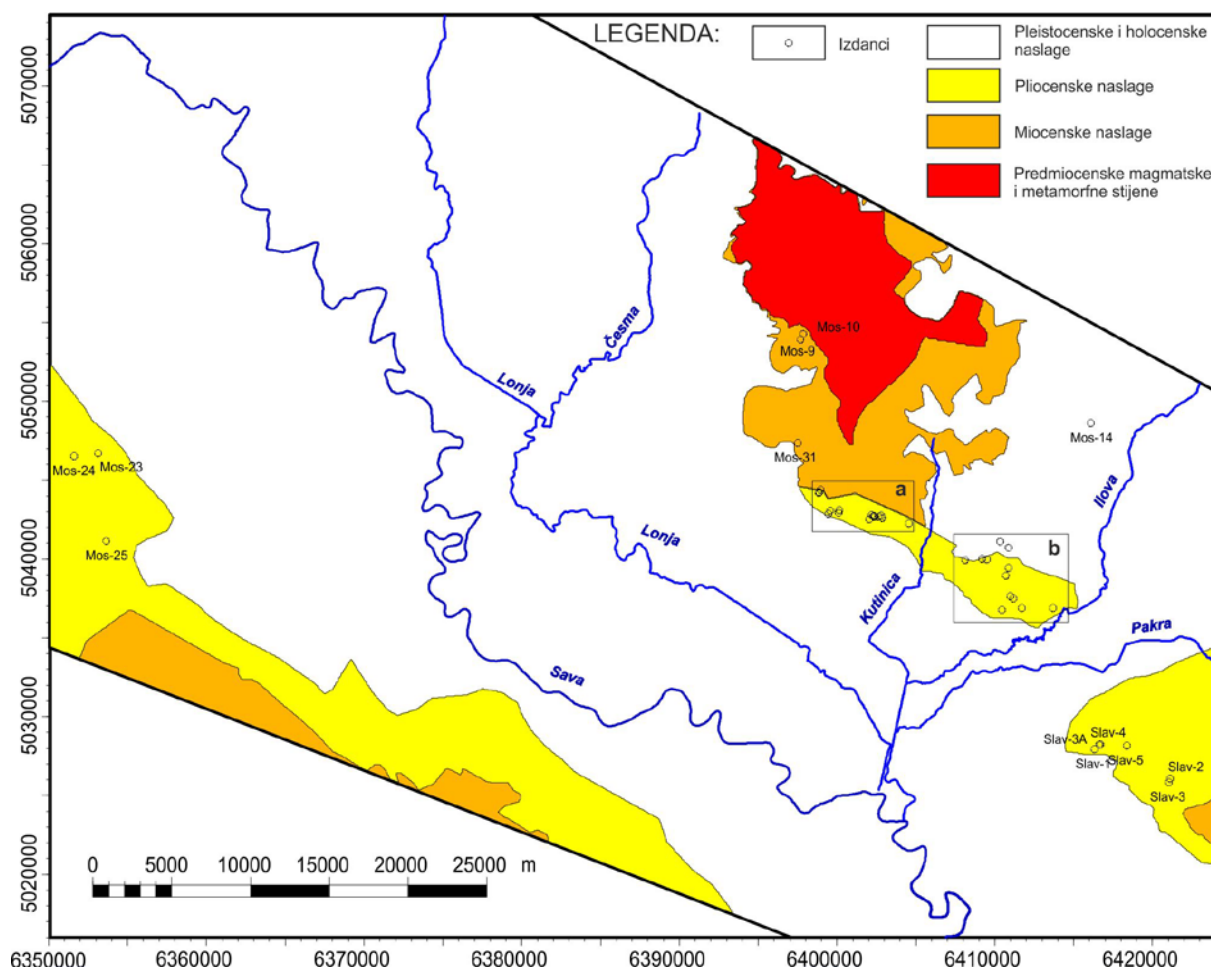 LEGENDA:
Izdanci
Pleistocenske i holocenske
naslage
Pliocenske naslage
Miocenske naslage
Predmiocenske magmatske
i metamorfne stijene
5070000
5060000
5050000
5040000
5030000
5020000
Česma
Lonja
Mos-10
Mos-9
Mos-14
Mos-31
Mos-24
Mos-23
Mos-25
a
b
Ilova
Lonja
Kutinica
Pakra
Sava
Slav-3A
Slav-4
Slav-1
Slav-5
Slav-2
Slav-3
0 5000 10000 20000 25000 m
6350000 6360000 6370000 6380000 6390000 6400000 6410000 6420000